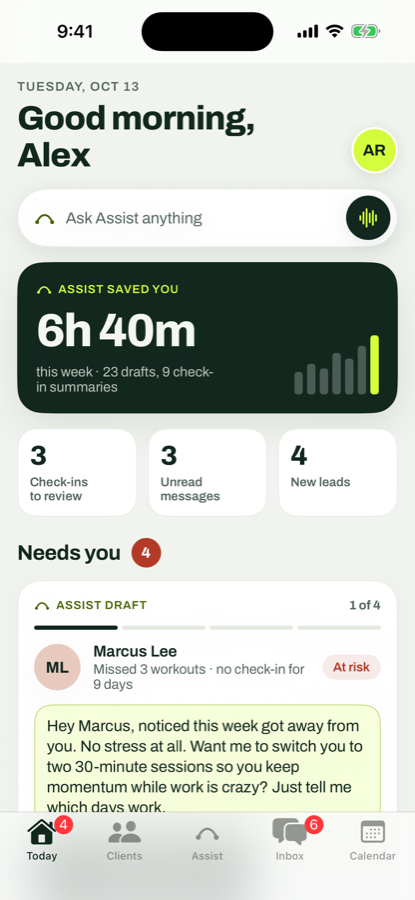 9:41
TUESDAY, OCT 13
Good morning,
Alex
AR
Ask Assist anything
ASSIST SAVED YOU
6h 40m
this week · 23 drafts, 9 check-
in summaries
3
Check-ins
to review
3
Unread
messages
4
New leads
Needs you 4
ASSIST DRAFT 1 of 4
ML
Marcus Lee
Missed 3 workouts · no check-in for
9 days
At risk
Hey Marcus, noticed this week got away from
you. No stress at all. Want me to switch you to
two 30-minute sessions so you keep
momentum while work is crazy? Just tell me
which days work.
4
Today
Clients
Assist
6
Inbox
Calendar